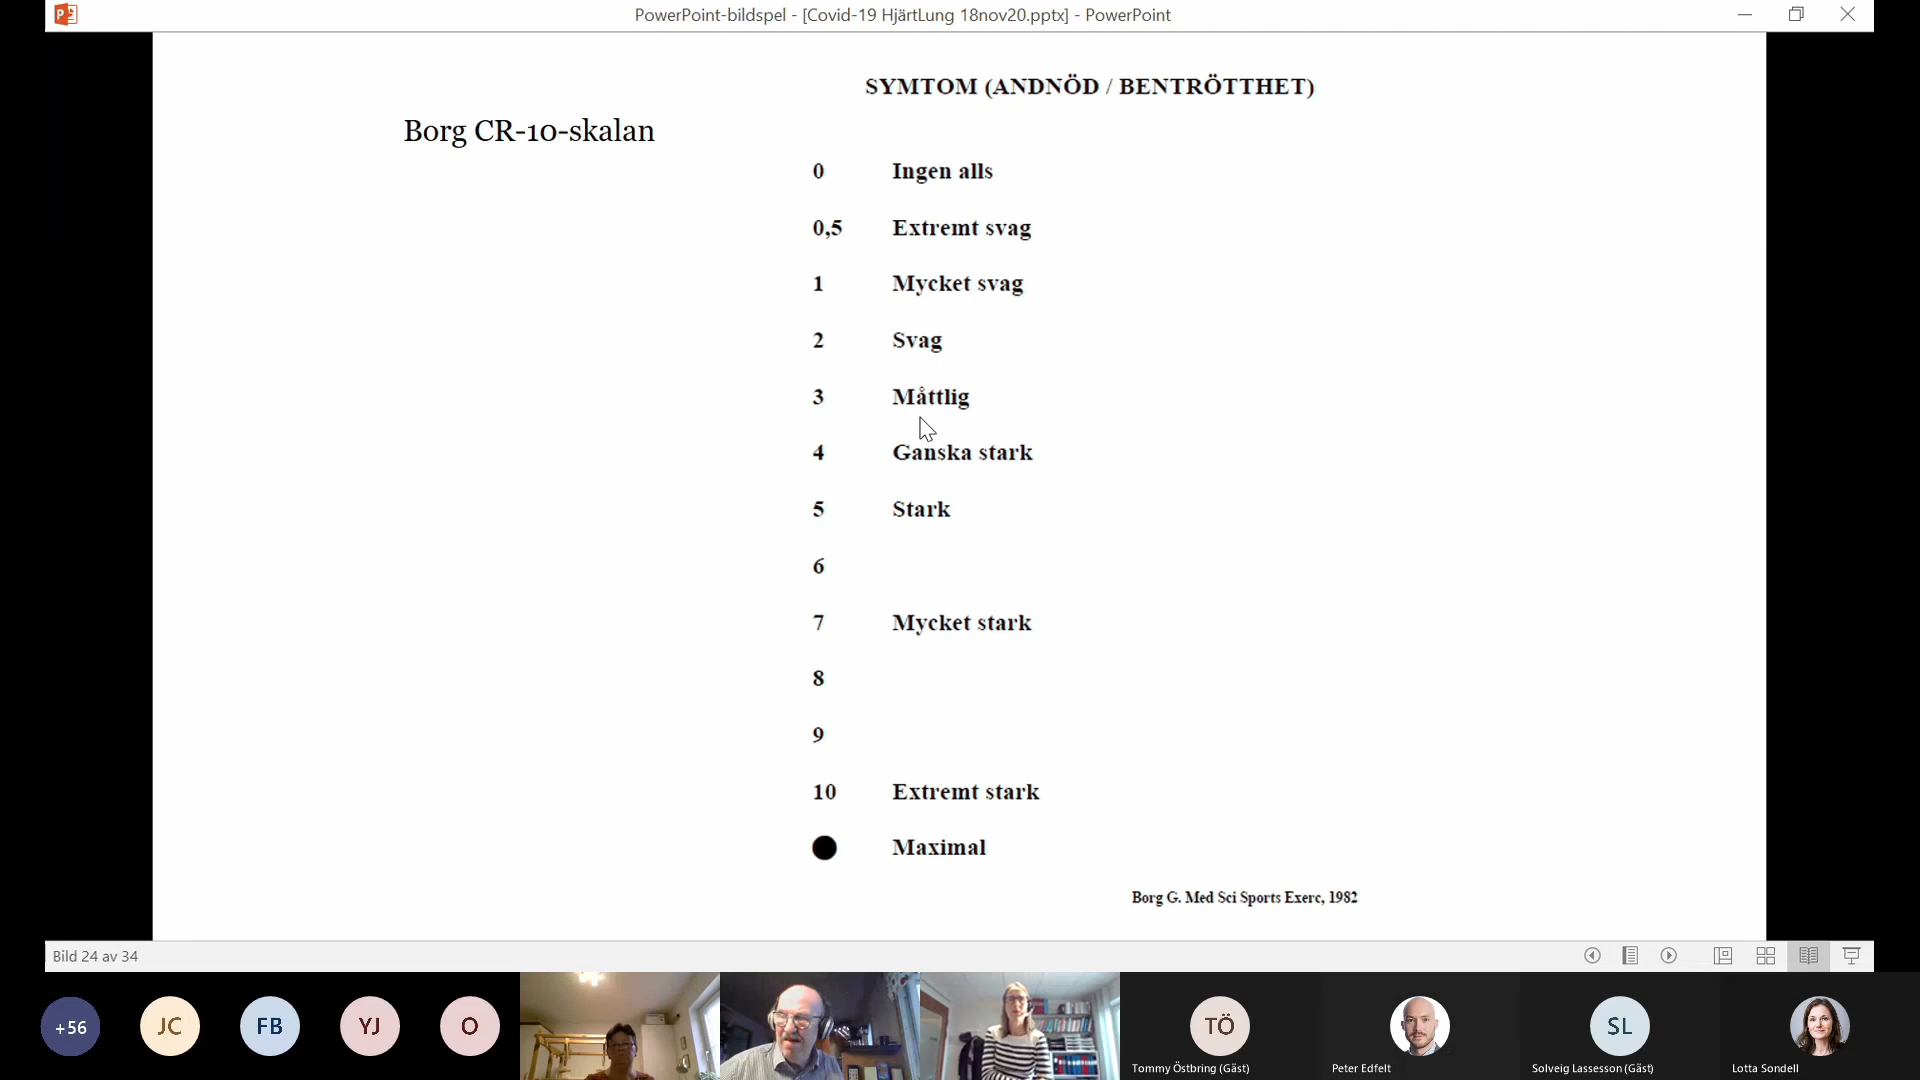 PowerPoint-bildspel - [Covid-19 HjärtLung 18nov20.pptx] - PowerPoint
SYMTOM (ANDNÖD / BENTRÖTTHET)
Borg CR-10-skalan
0 Ingen alls
0,5 Extremt svag
1 Mycket svag
2 Svag
3 Måttlig
4 Ganska stark
5 Stark
6
7 Mycket stark
8
9
10 Extremt stark
Maximal
Borg G. Med Sci Sports Exerc, 1982
Bild 24 av 34
+56
JC
FB
YJ
O
TÖ
SL
Tommy Östbring (Gäst)
Peter Edfelt
Solveig Lassesson (Gäst)
Lotta Sondell